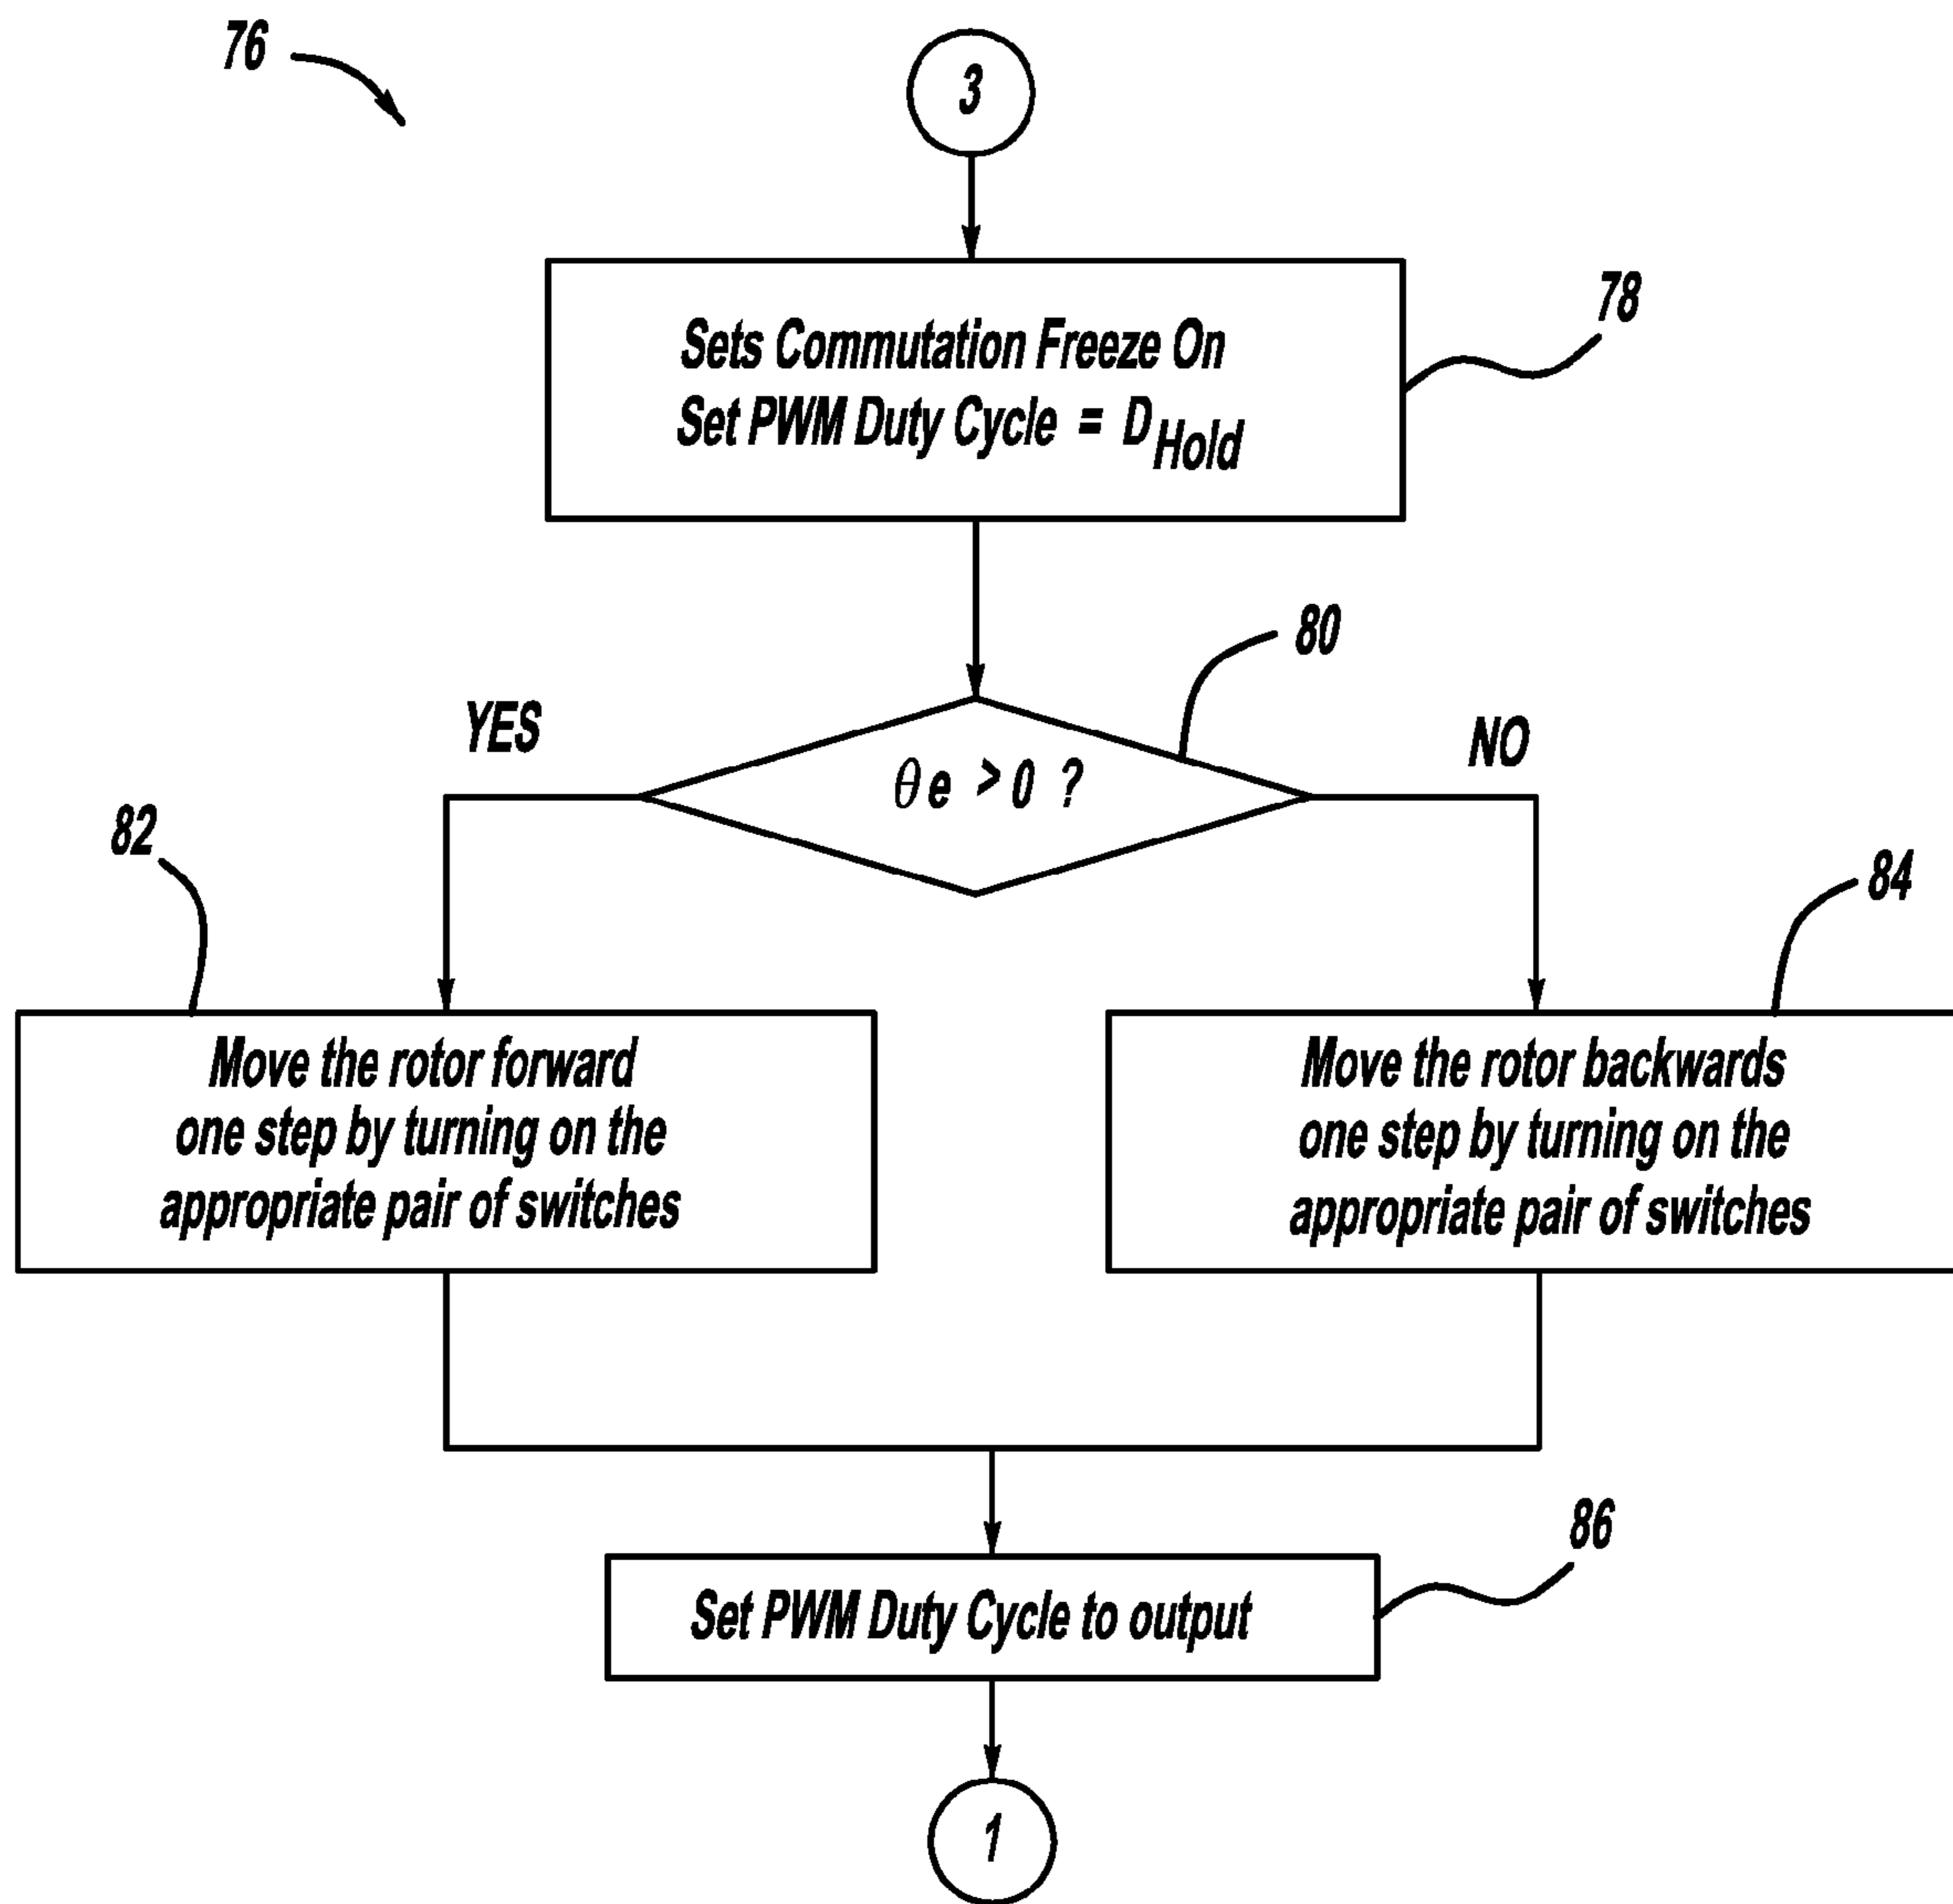 76
3
Sets Commutation Freeze On
Set PWM Duty Cycle = D Hold
78
80
YES
θe > 0 ?
NO
82
84
Move the rotor forward
one step by turning on the
appropriate pair of switches
Move the rotor backwards
one step by turning on the
appropriate pair of switches
86
Set PWM Duty Cycle to output
1